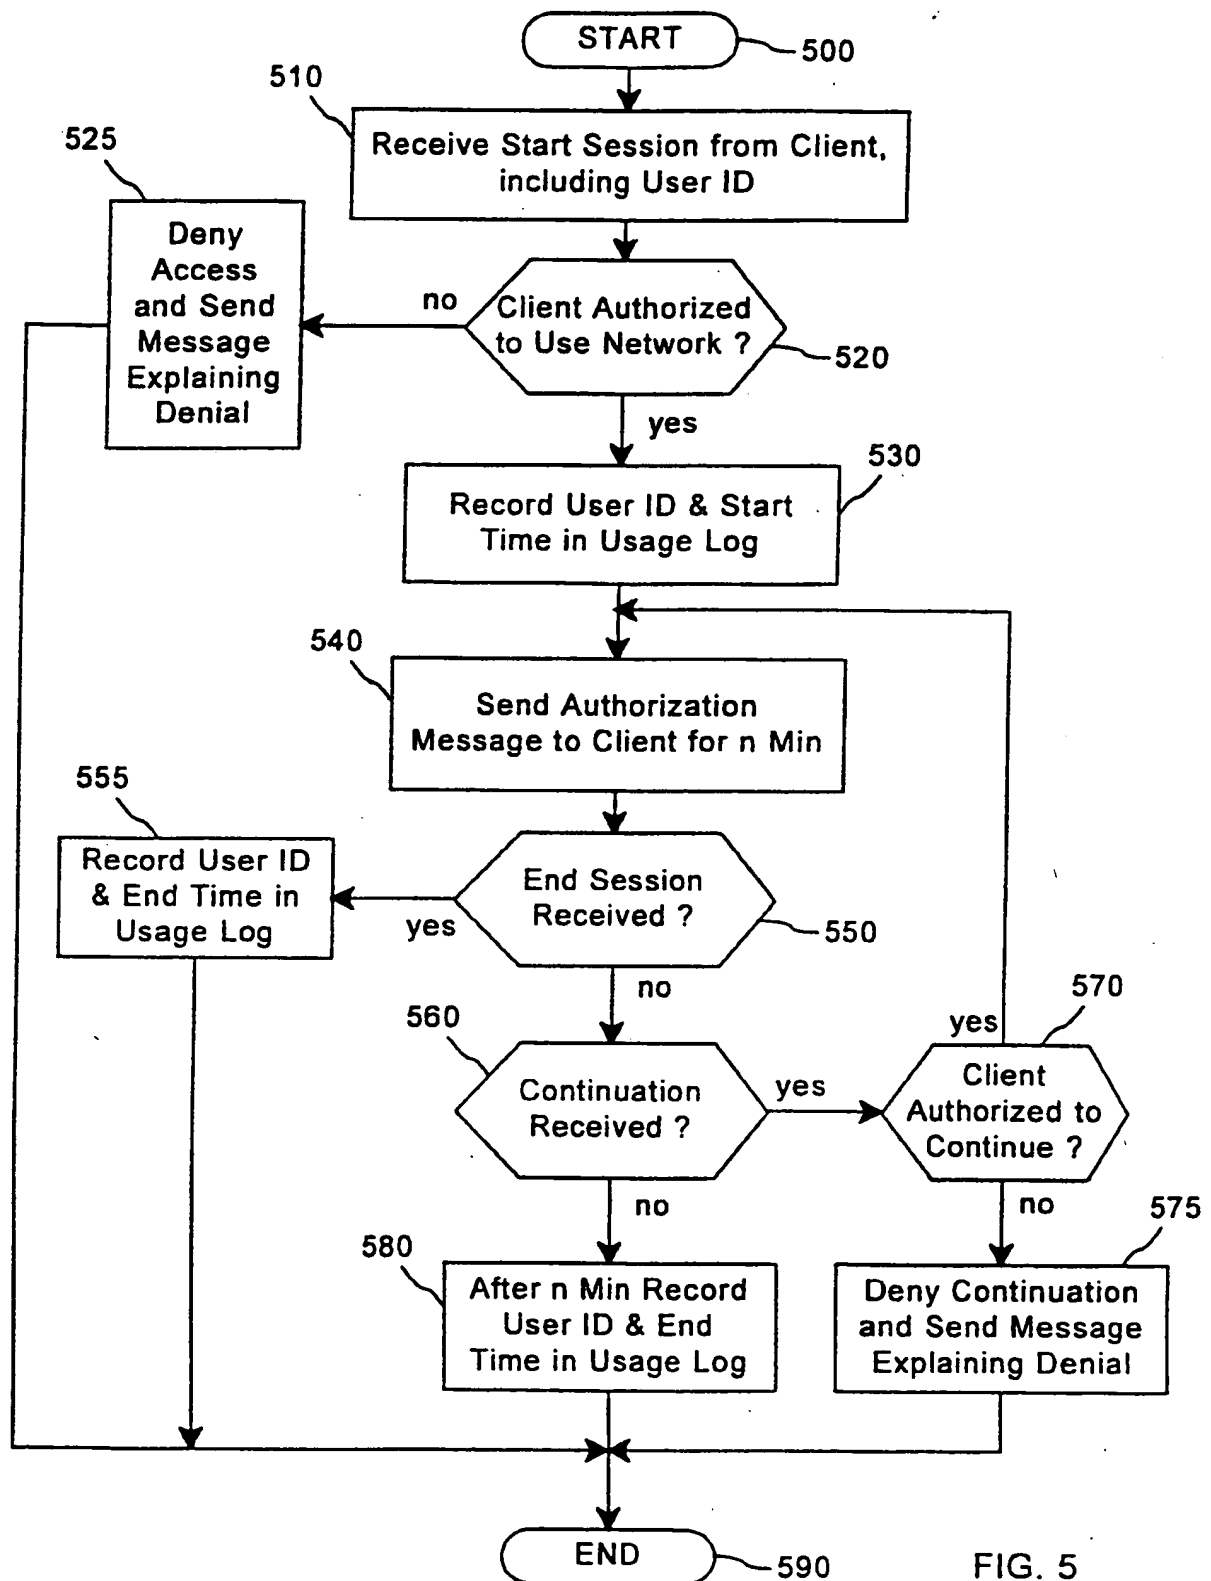 START
500
510
Receive Start Session from Client,
including User ID
525
Deny
Access
and Send
Message
Explaining
Denial
no
Client Authorized
to Use Network ?
520
yes
530
Record User ID & Start
Time in Usage Log
540
Send Authorization
Message to Client for n Min
555
Record User ID
& End Time in
Usage Log
yes
End Session
Received ?
550
no
560
Continuation
Received ?
yes
yes
570
Client
Authorized to
Continue ?
no
no
575
580
After n Min Record
User ID & End
Time in Usage Log
Deny Continuation
and Send Message
Explaining Denial
END
590
FIG. 5